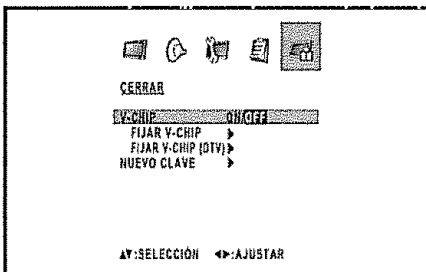 CERRAR
V-CHIP ON/OFF
FIJAR V-CHIP
FIJAR V-CHIP (DTV)
NUEVO CLAVE
▲▼:SELECCIÓN ◀▶:AJUSTAR